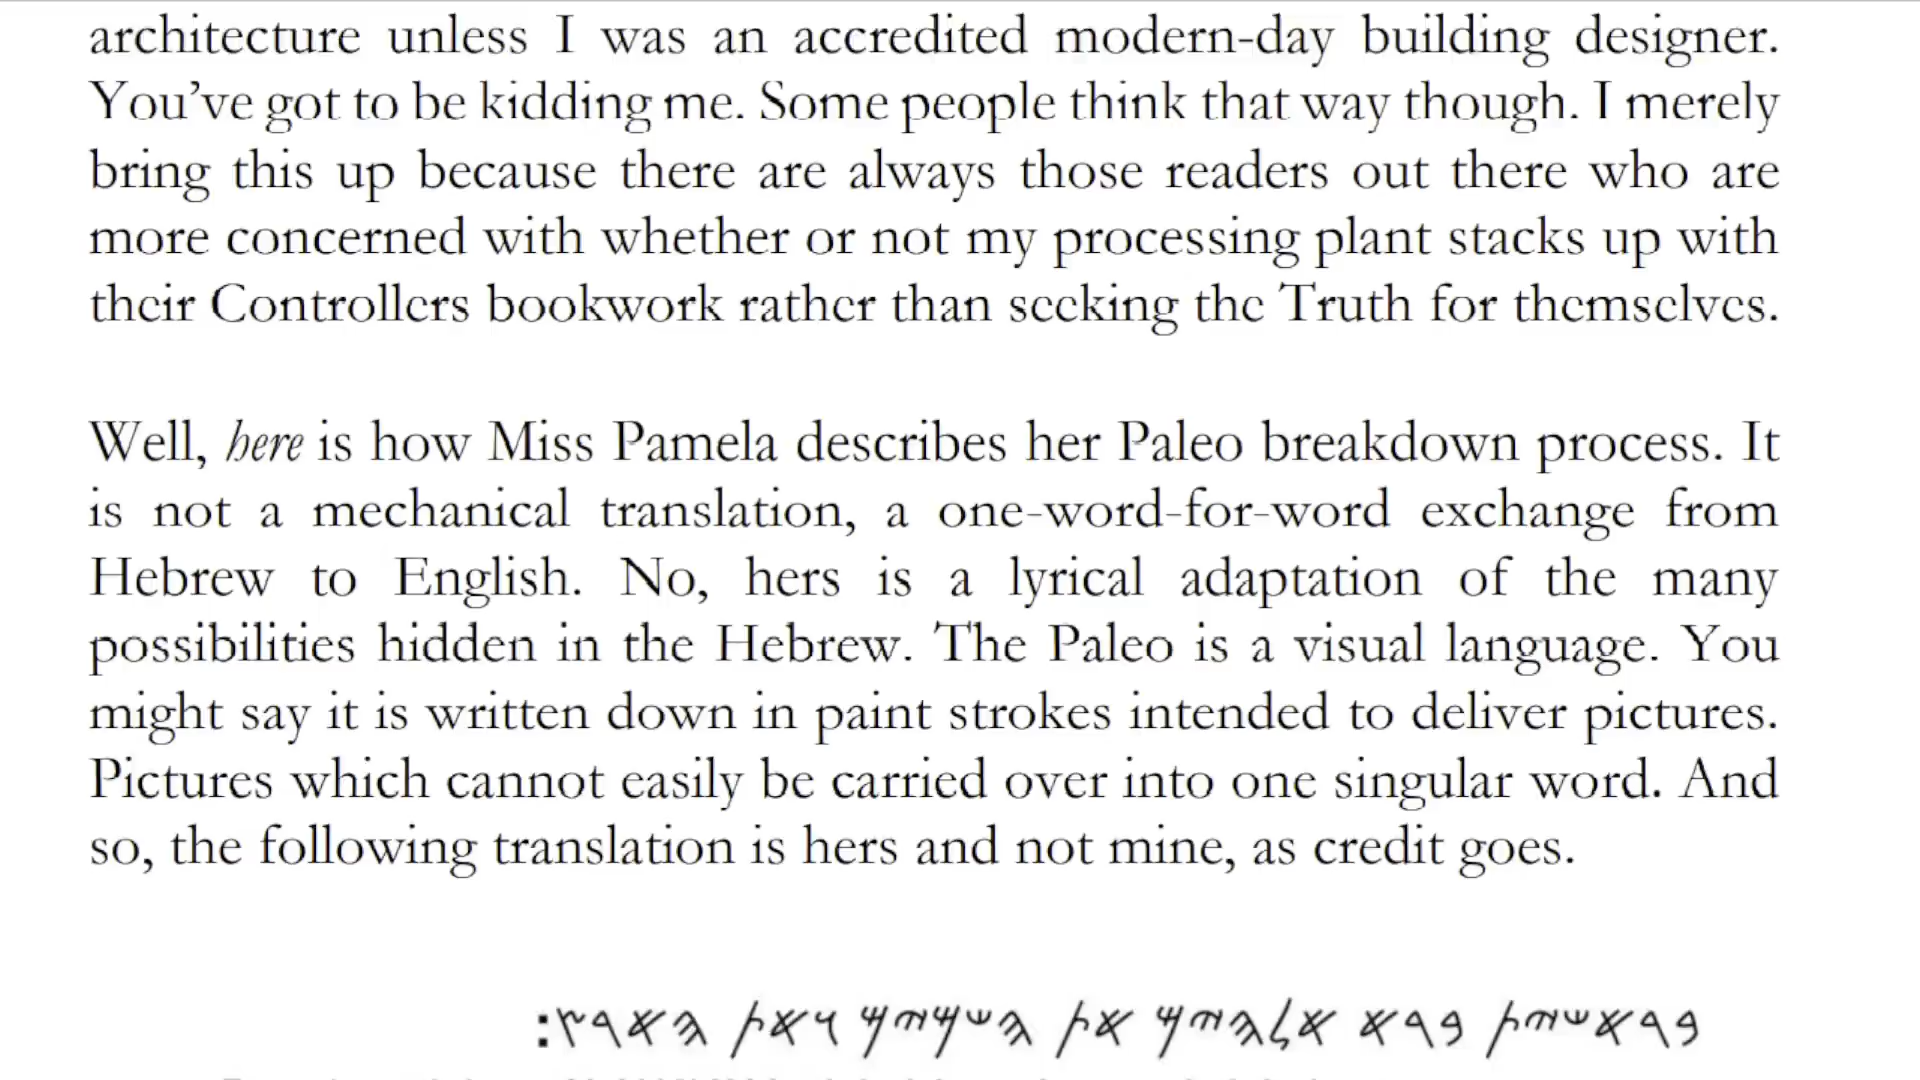 architecture unless I was an accredited modern-day building designer.
You’ve got to be kidding me. Some people think that way though. I merely
bring this up because there are always those readers out there who are
more concerned with whether or not my processing plant stacks up with
their Controllers bookwork rather than seeking the Truth for themselves.
Well, here is how Miss Pamela describes her Paleo breakdown process. It
is not a mechanical translation, a one-word-for-word exchange from
Hebrew to English. No, hers is a lyrical adaptation of the many
possibilities hidden in the Hebrew. The Paleo is a visual language. You
might say it is written down in paint strokes intended to deliver pictures.
Pictures which cannot easily be carried over into one singular word. And
so, the following translation is hers and not mine, as credit goes.
𐤁𐤓𐤀𐤔𐤉𐤕 𐤁𐤓𐤀 𐤀𐤋𐤄𐤉𐤌 𐤀𐤕 𐤄𐤔𐤌𐤉𐤌 𐤅𐤀𐤕 𐤄𐤀𐤓𐤑: